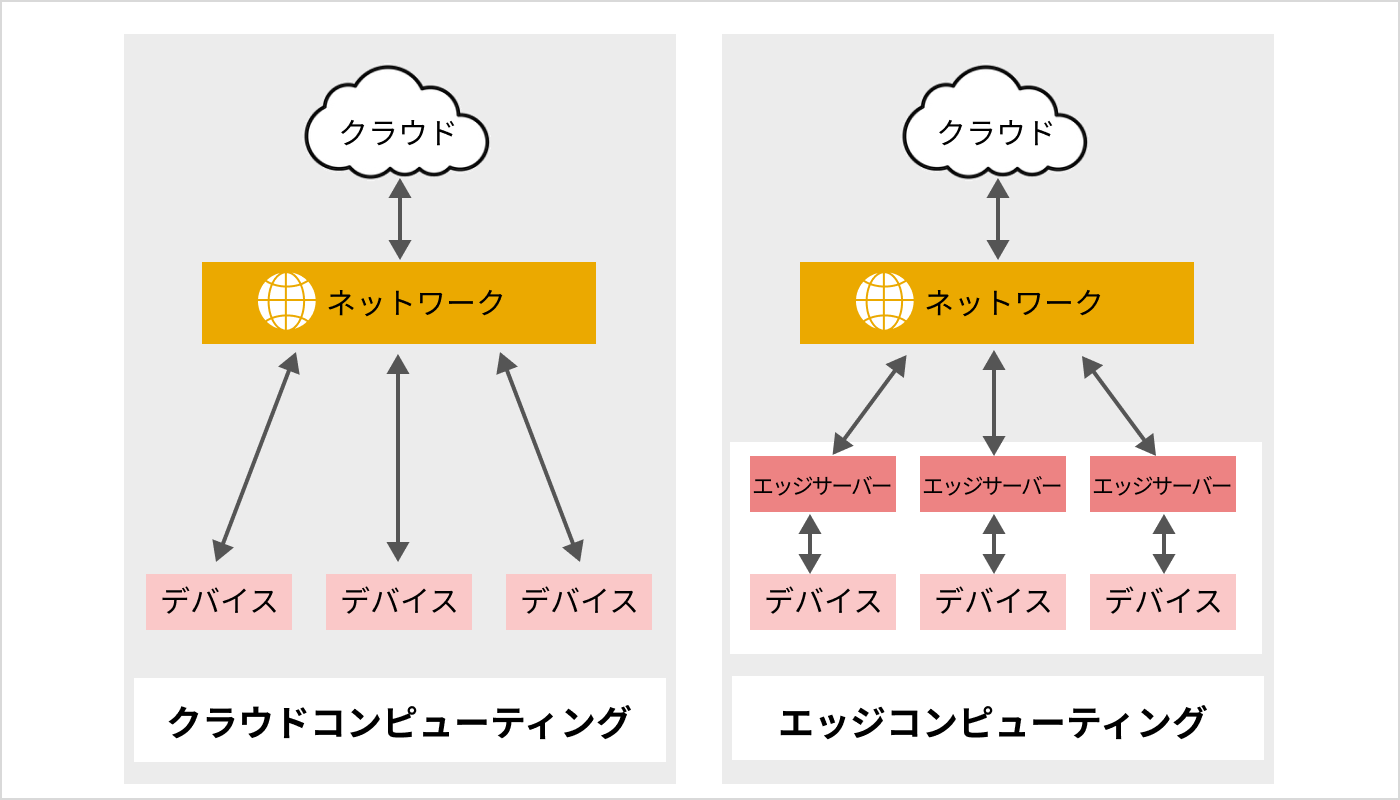 クラウド
ネットワーク
デバイス
デバイス
デバイス
クラウドコンピューティング
クラウド
ネットワーク
エッジサーバー
エッジサーバー
エッジサーバー
デバイス
デバイス
デバイス
エッジコンピューティング